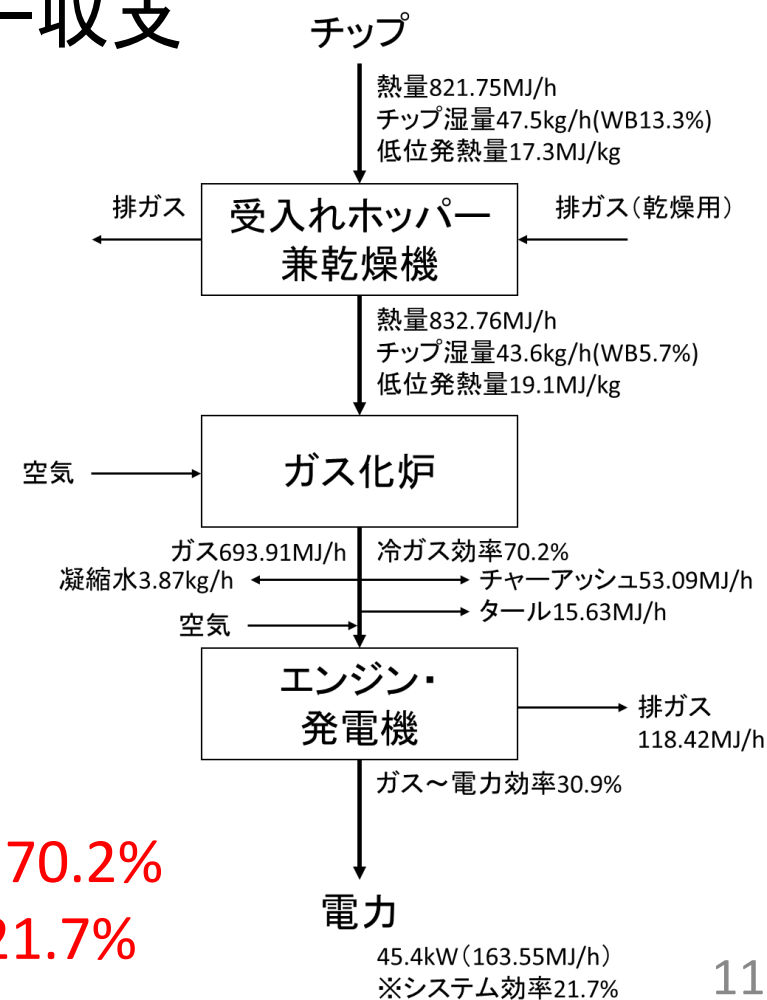 ー収支
チップ
熱量821.75MJ/h
チップ湿量47.5kg/h(WB13.3%)
低位発熱量17.3MJ/kg
排ガス
受入れホッパー
兼乾燥機
排ガス（乾燥用）
熱量832.76MJ/h
チップ湿量43.6kg/h(WB5.7%)
低位発熱量19.1MJ/kg
空気
ガス化炉
ガス693.91MJ/h
冷ガス効率70.2%
凝縮水3.87kg/h
チャーアッシュ53.09MJ/h
タール15.63MJ/h
空気
エンジン・
発電機
排ガス
118.42MJ/h
ガス～電力効率30.9%
70.2%
21.7%
電力
45.4kW（163.55MJ/h）
※システム効率21.7%
11